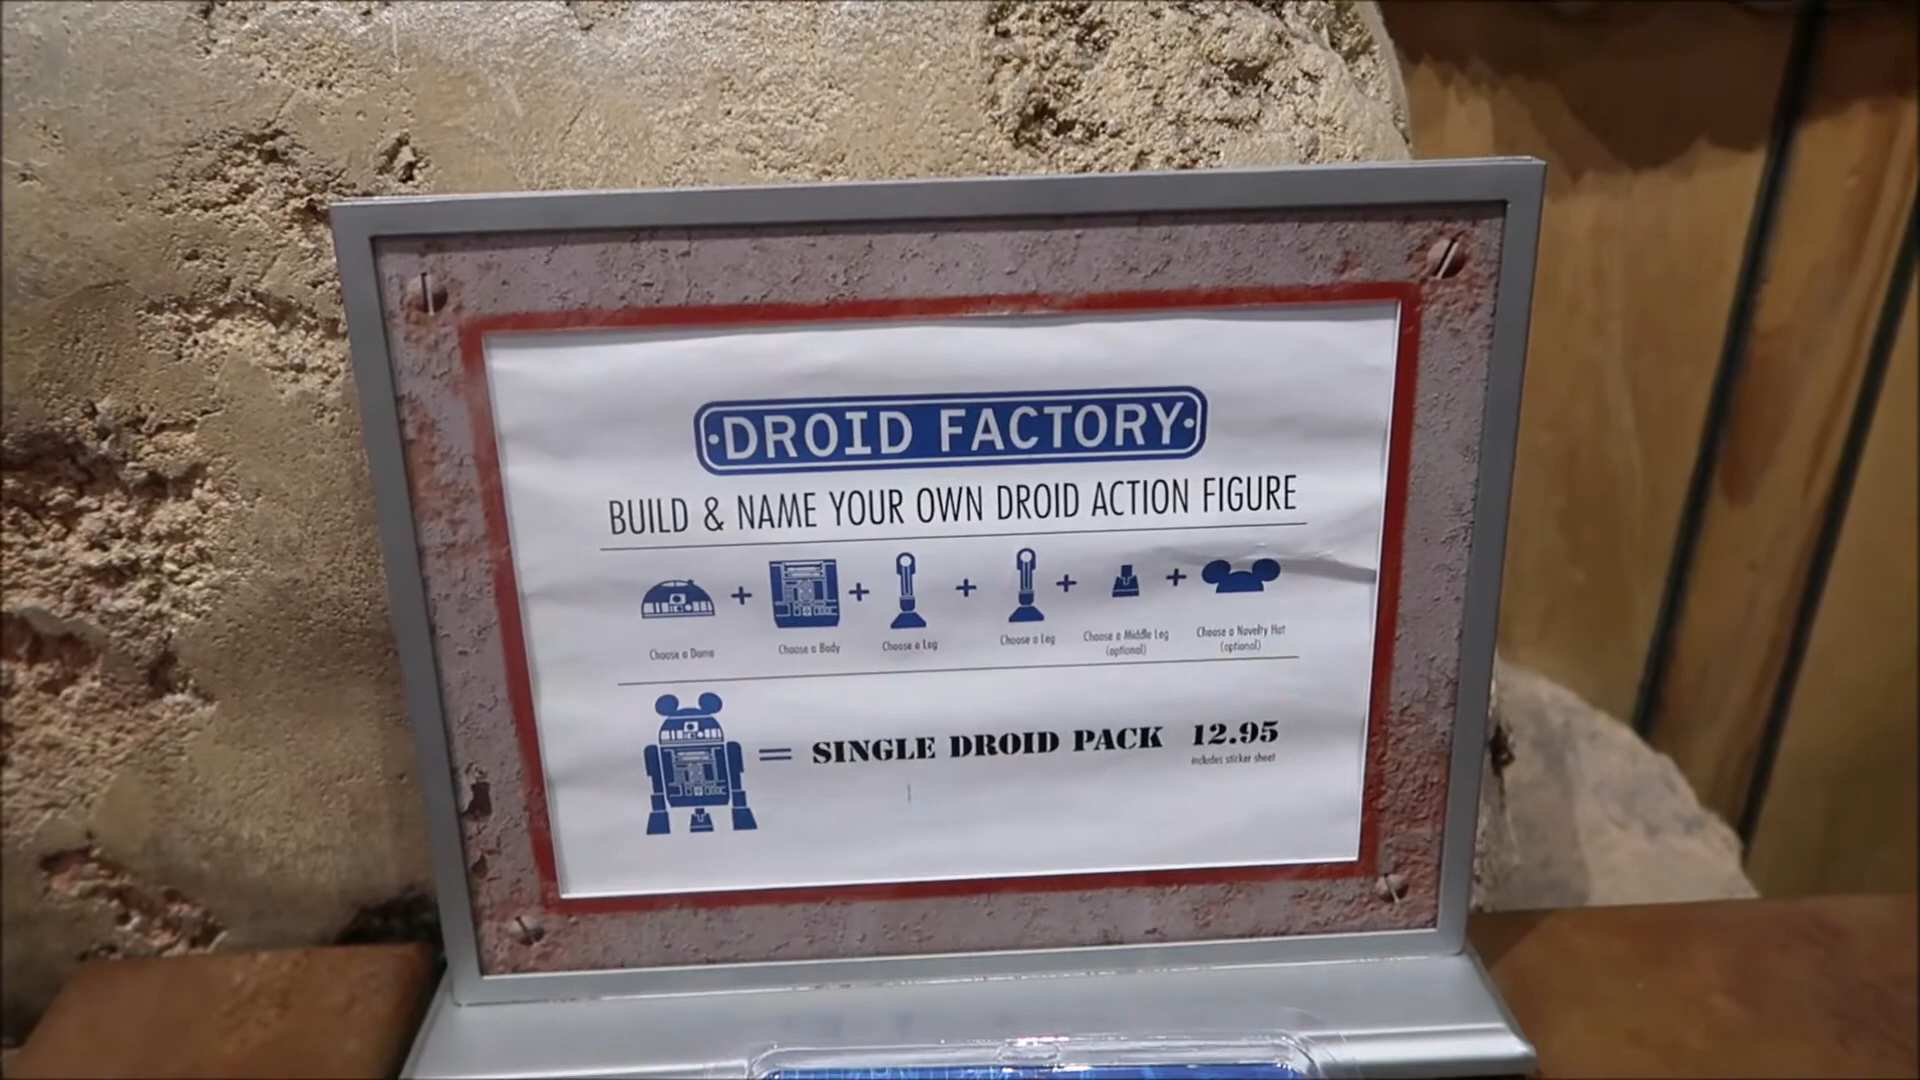 DROID FACTORY
BUILD & NAME YOUR OWN DROID ACTION FIGURE
+ + + + +
Choose a Dome Choose a Body Choose a Leg Choose a Leg Choose a Middle Leg (optional) Choose a Novelty Hat (optional)
= SINGLE DROID PACK 12.95
includes sticker sheet